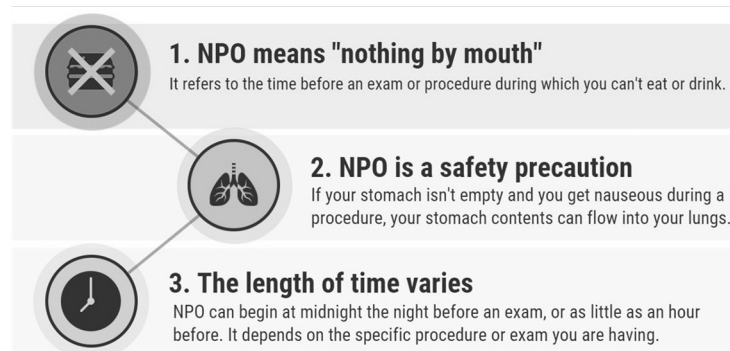 1. NPO means "nothing by mouth"
It refers to the time before an exam or procedure during which you can't eat or drink.
2. NPO is a safety precaution
If your stomach isn't empty and you get nauseous during a
procedure, your stomach contents can flow into your lungs.
3. The length of time varies
NPO can begin at midnight the night before an exam, or as little as an hour
before. It depends on the specific procedure or exam you are having.